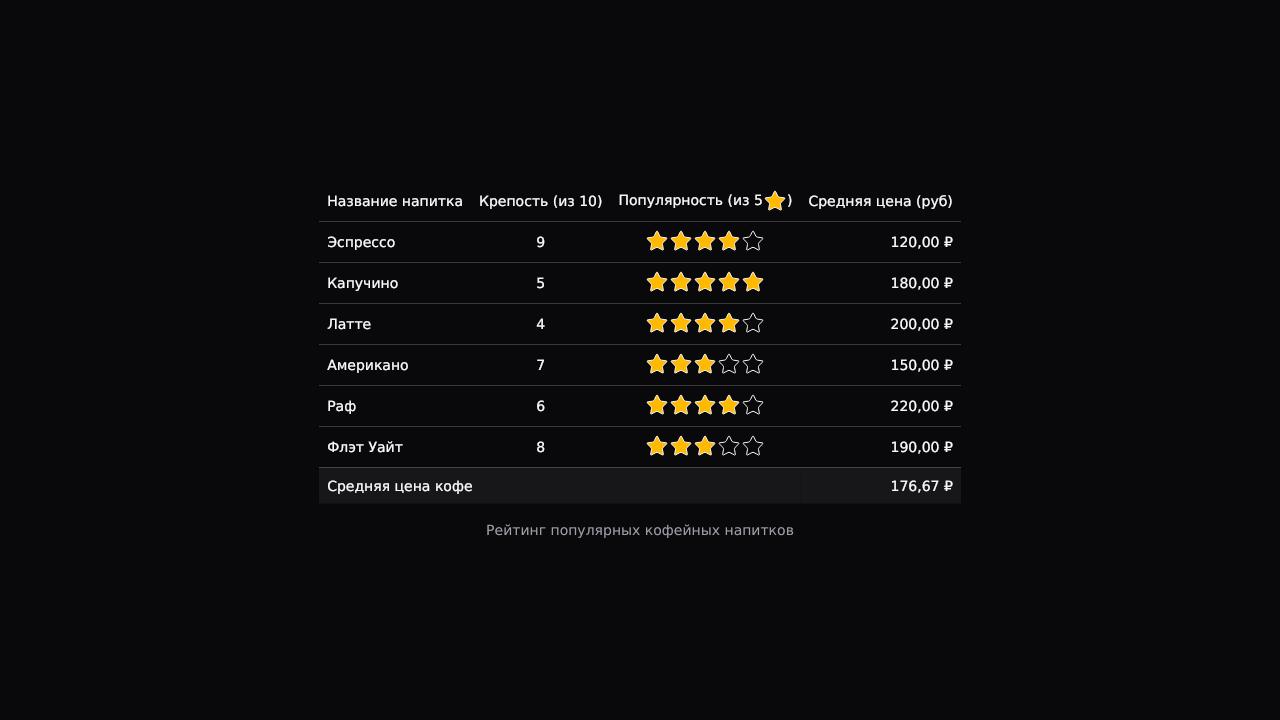 Название напитка Крепость (из 10) Популярность (из 5⭐) Средняя цена (руб)
Эспрессо 9 120,00 ₽
Капучино 5 180,00 ₽
Латте 4 200,00 ₽
Американо 7 150,00 ₽
Раф 6 220,00 ₽
Флэт Уайт 8 190,00 ₽
Средняя цена кофе 176,67 ₽
Рейтинг популярных кофейных напитков